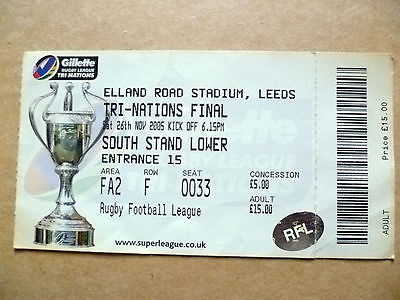 Gillette
RUGBY LEAGUE
TRI-NATIONS
ELLAND ROAD STADIUM, LEEDS
TRI-NATIONS FINAL
Sat 26th NOV 2005 KICK OFF 6.15PM
SOUTH STAND LOWER
ENTRANCE 15
AREA ROW SEAT CONCESSION
FA2 F 0033 £5.00
ADULT
£15.00
Rugby Football League
RFL
www.superleague.co.uk
Price £15.00
ADULT